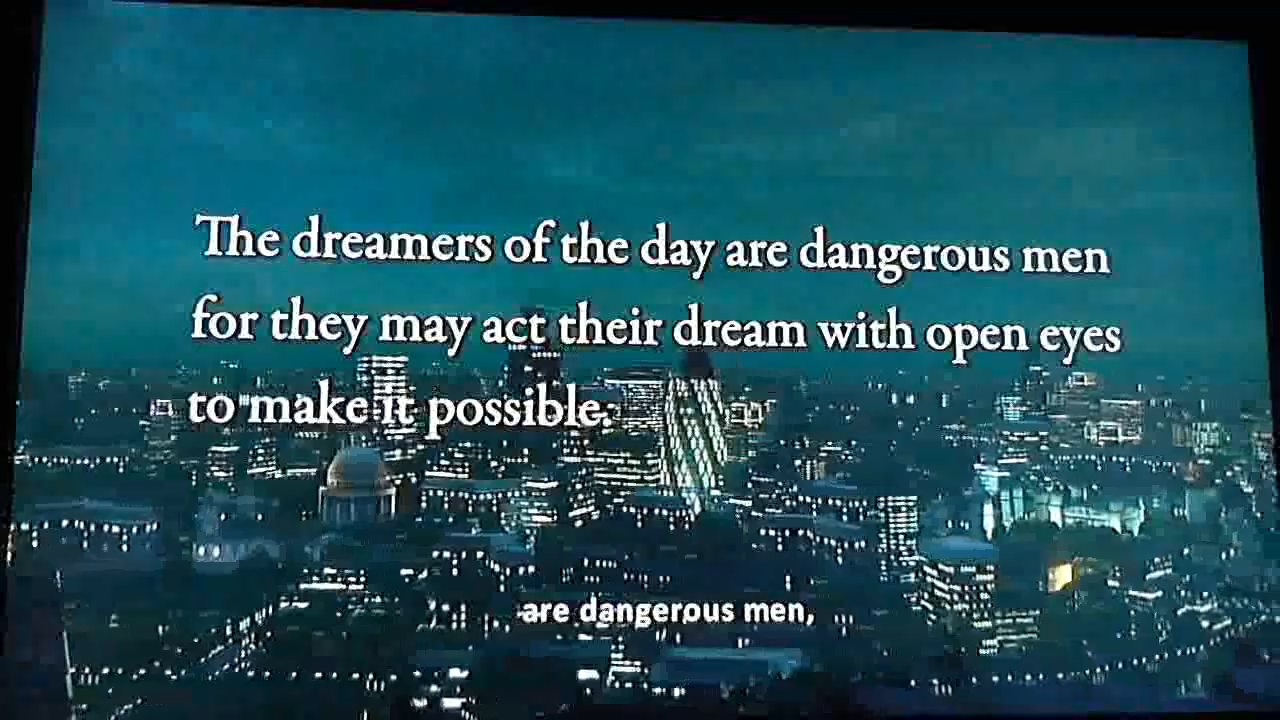 The dreamers of the day are dangerous men
for they may act their dream with open eyes
to make it possible.
are dangerous men,